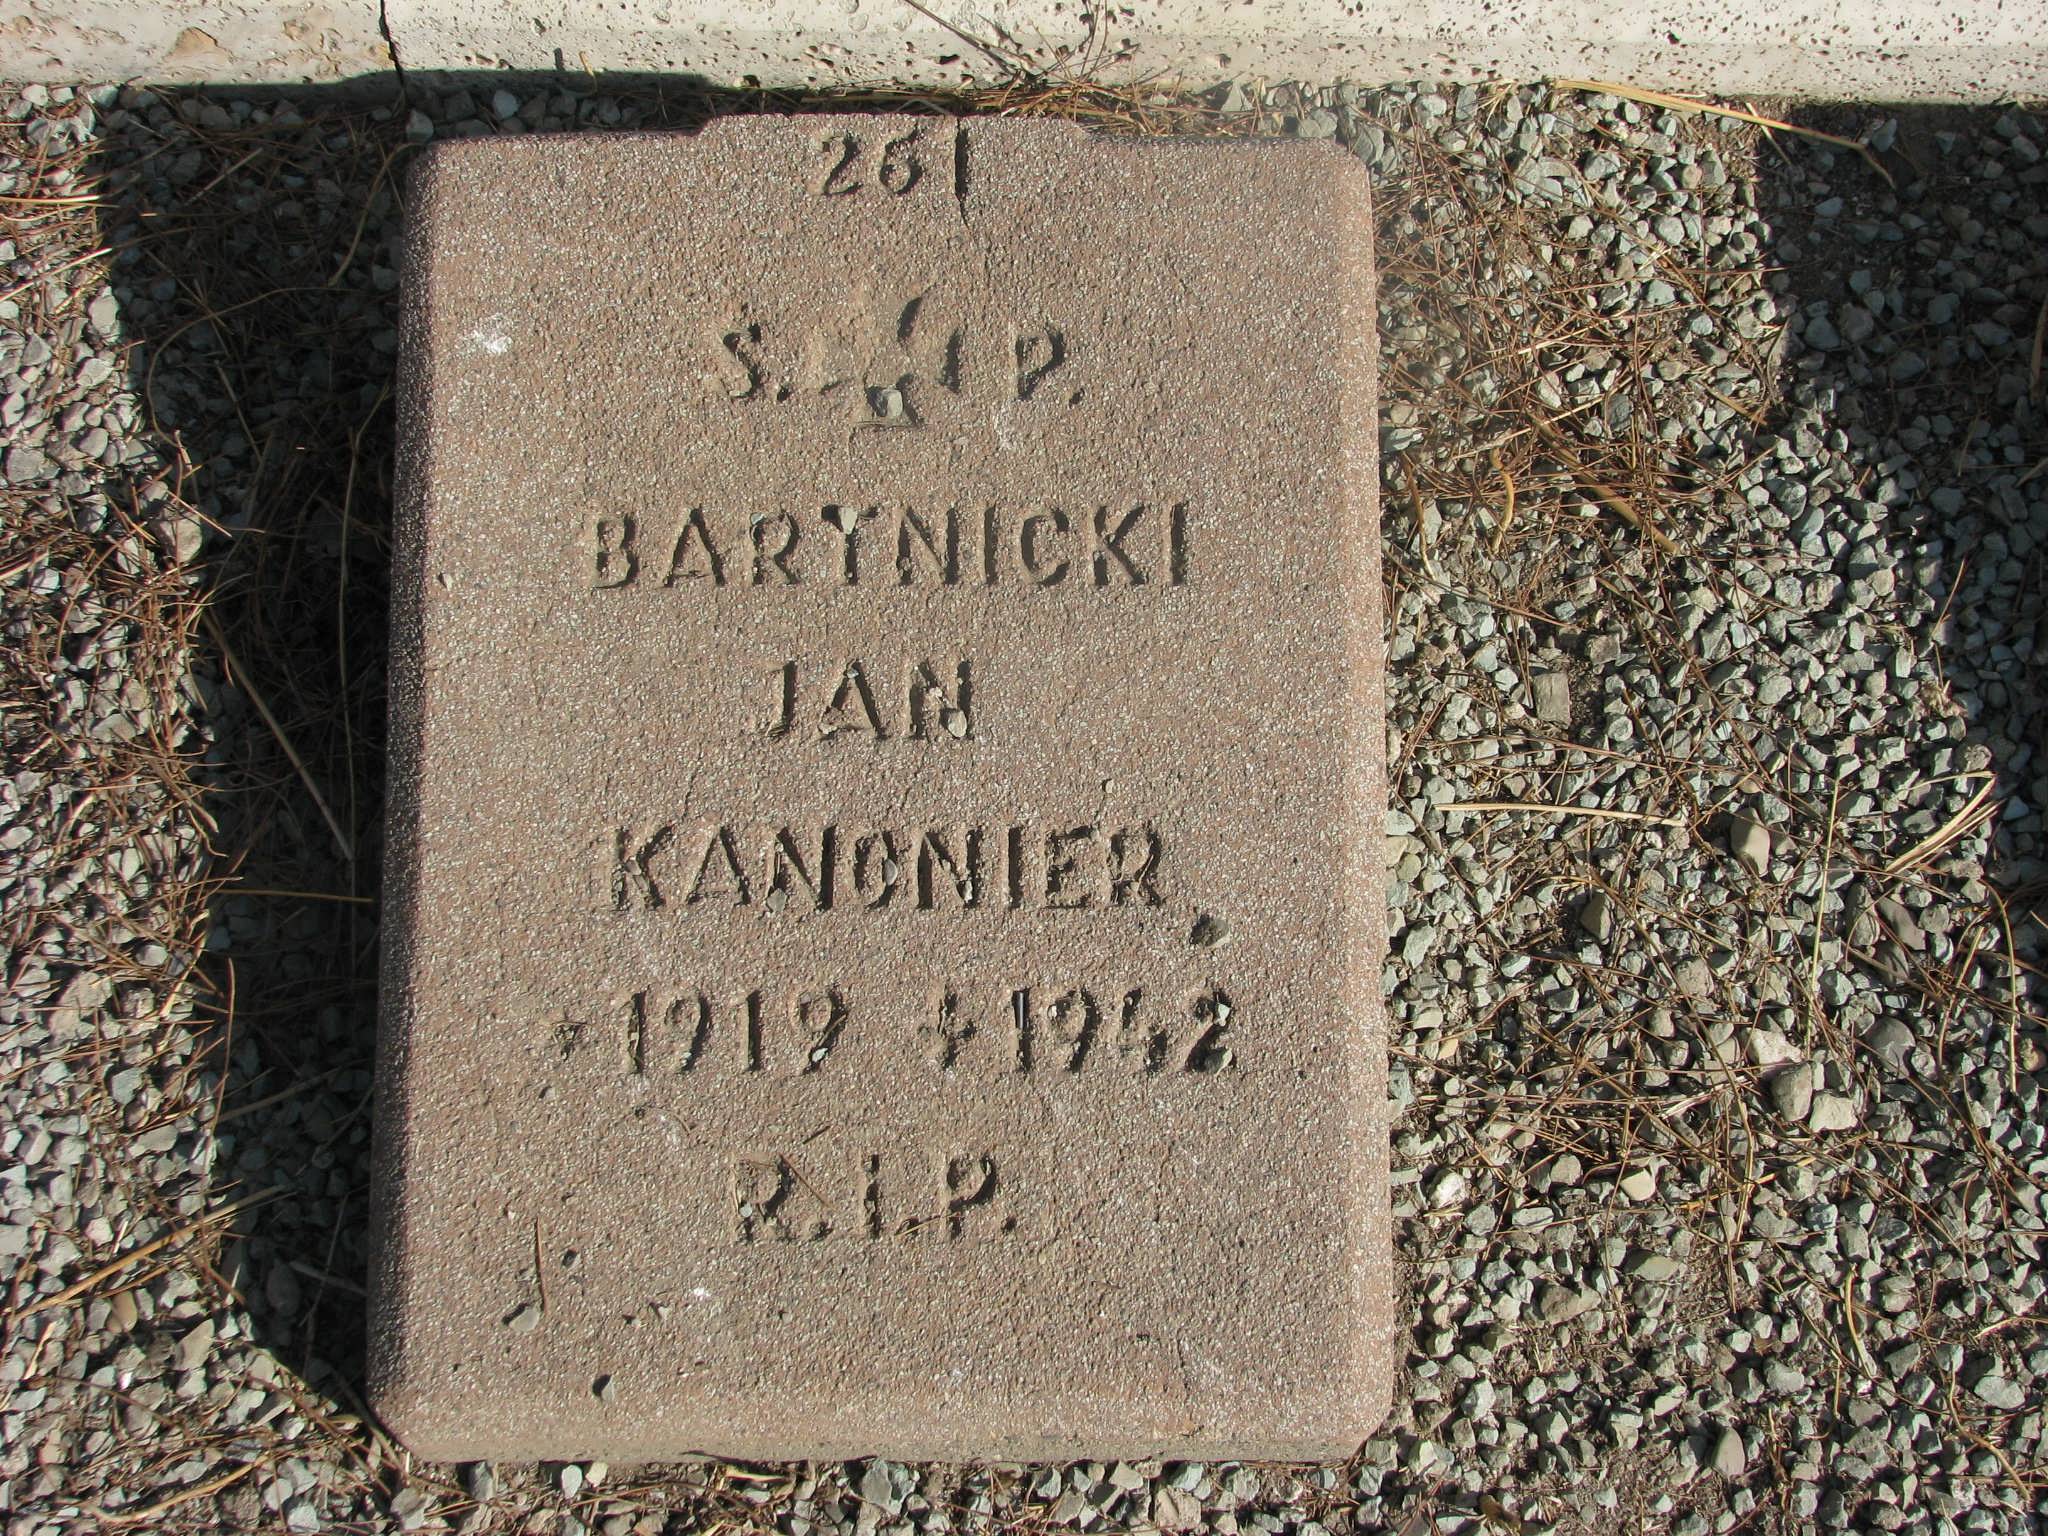 261
S. P.
BARTNICKI
JAN
KANONIER
* 1919 + 1942
R.I.P.